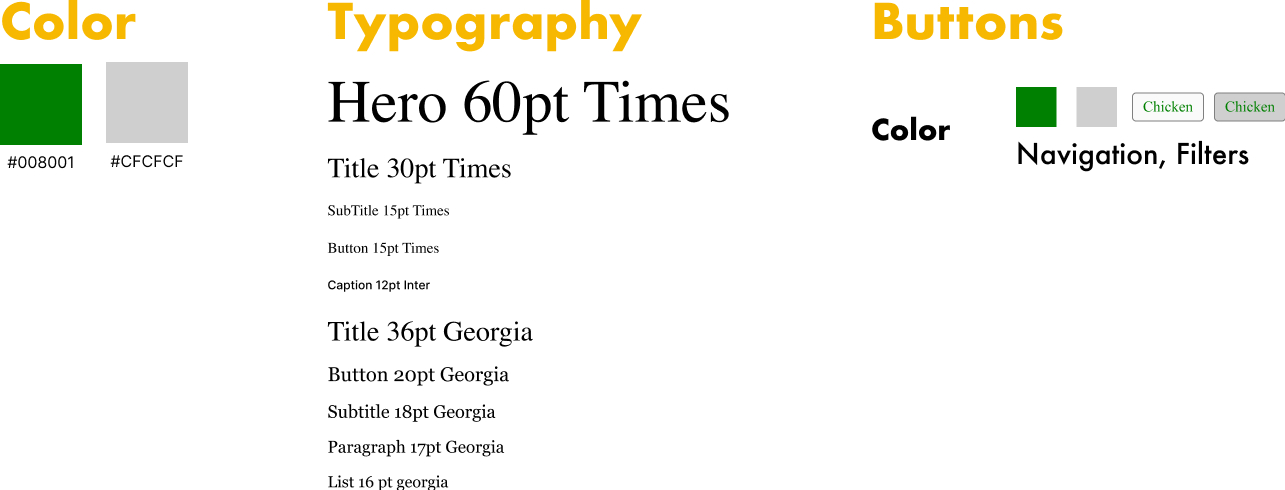 Color
#008001
#CFCFCF
Typography
Hero 60pt Times
Title 30pt Times
SubTitle 15pt Times
Button 15pt Times
Caption 12pt Inter
Title 36pt Georgia
Button 20pt Georgia
Subtitle 18pt Georgia
Paragraph 17pt Georgia
List 16 pt georgia
Buttons
Color
Chicken
Chicken
Navigation, Filters